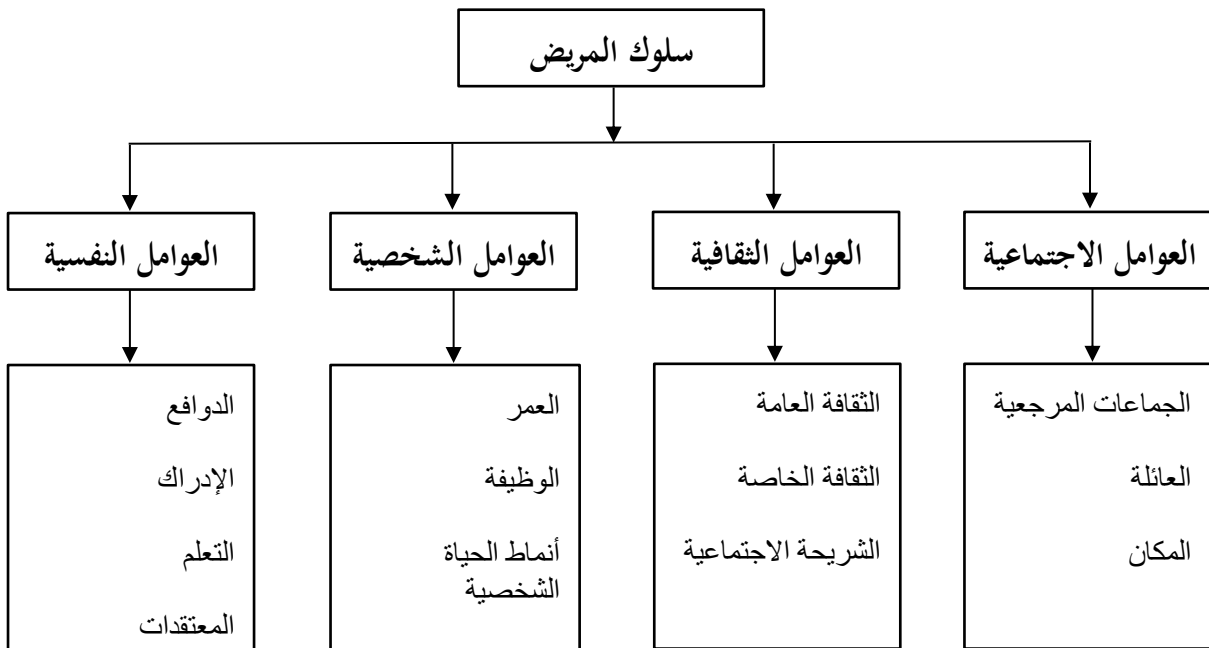 سلوك المريض
العوامل الاجتماعية
العوامل الثقافية
العوامل الشخصية
العوامل النفسية
الجماعات المرجعية
العائلة
المكان
الثقافة العامة
الثقافة الخاصة
الشريحة الاجتماعية
العمر
الوظيفة
أنماط الحياة
الشخصية
الدوافع
الإدراك
التعلم
المعتقدات